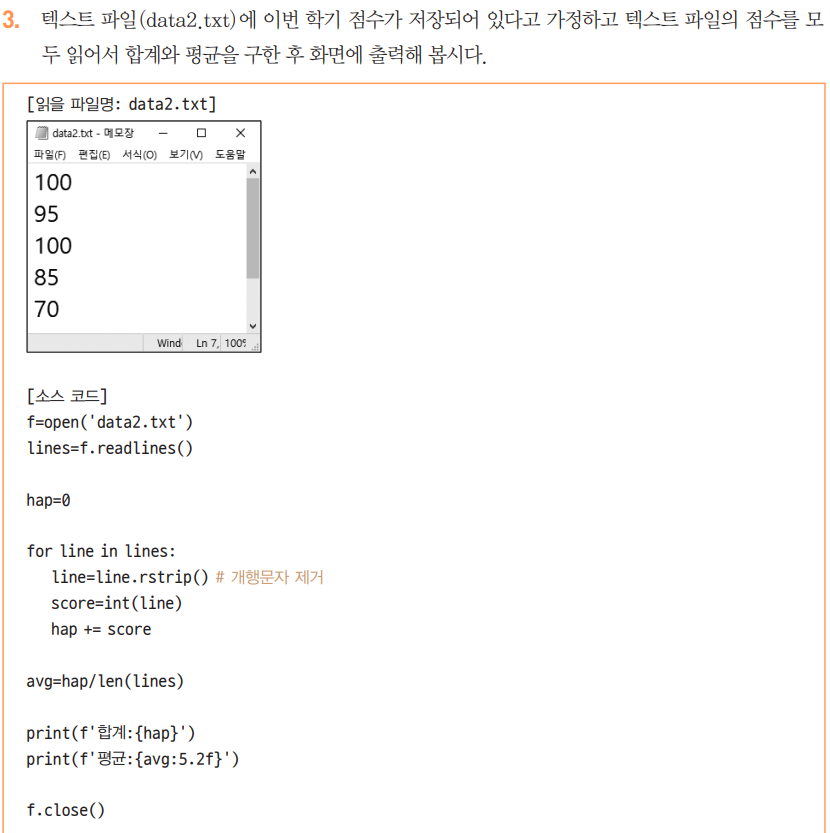 3. 텍스트 파일(data2.txt)에 이번 학기 점수가 저장되어 있다고 가정하고 텍스트 파일의 점수를 모
두 읽어서 합계와 평균을 구한 후 화면에 출력해 봅시다.
[읽을 파일명: data2.txt]
data2.txt - 메모장
파일(F) 편집(E) 서식(O) 보기(V) 도움말
100
95
100
85
70
Wind Ln 7, 100%
[소스 코드]
f=open('data2.txt')
lines=f.readlines()
hap=0
for line in lines:
line=line.rstrip() # 개행문자 제거
score=int(line)
hap += score
avg=hap/len(lines)
print(f'합계:{hap}')
print(f'평균:{avg:5.2f}')
f.close()